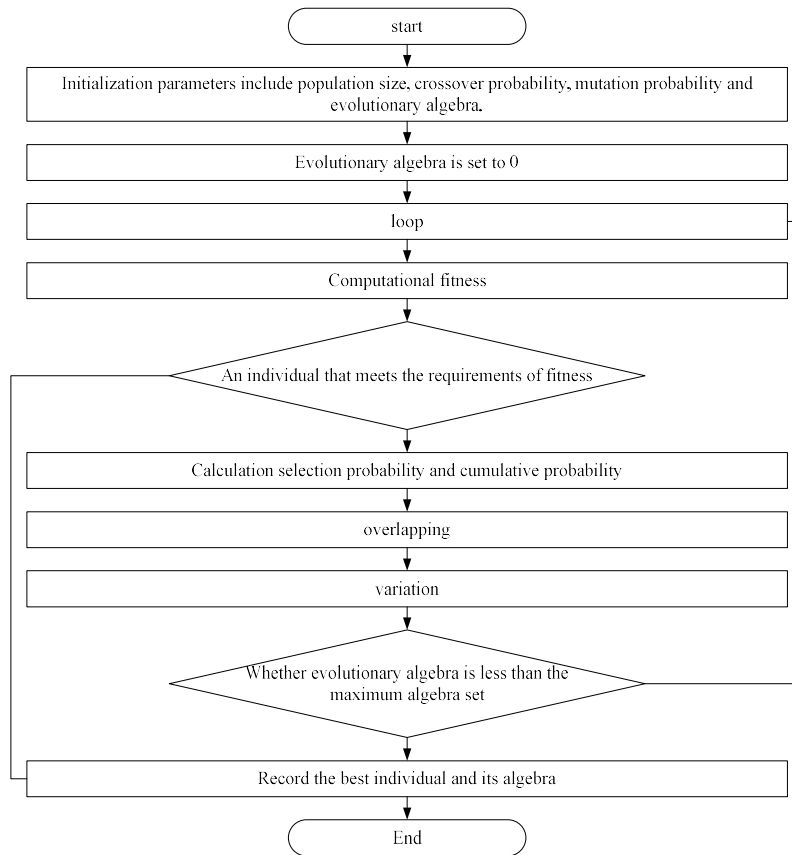 start
Initialization parameters include population size, crossover probability, mutation probability and
evolutionary algebra.
Evolutionary algebra is set to 0
loop
Computational fitness
An individual that meets the requirements of fitness
Calculation selection probability and cumulative probability
overlapping
variation
Whether evolutionary algebra is less than the
maximum algebra set
Record the best individual and its algebra
End